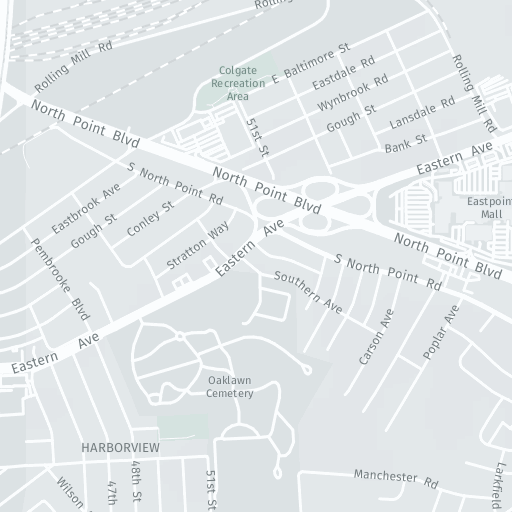 Rolling
Rolling Mill Rd
Colgate
Recreation
Area
E Baltimore St
Eastdale Rd
Wynbrook Rd
Gough St
Lansdale Rd
Rolling Mill Rd
North Point Blvd
51st St
Bank St
Eastern Ave
S North Point Rd
North Point Blvd
Eastpoint
Mall
Eastbrook Ave
Gough St
Conley St
Stratton Way
Eastern Ave
North Point Blvd
Pembrooke Blvd
Southern Ave
S North Point Rd
Carson Ave
Poplar Ave
Eastern Ave
Oaklawn
Cemetery
HARBORVIEW
Wilson
47th
48th St
51st St
Manchester Rd
Larkfield